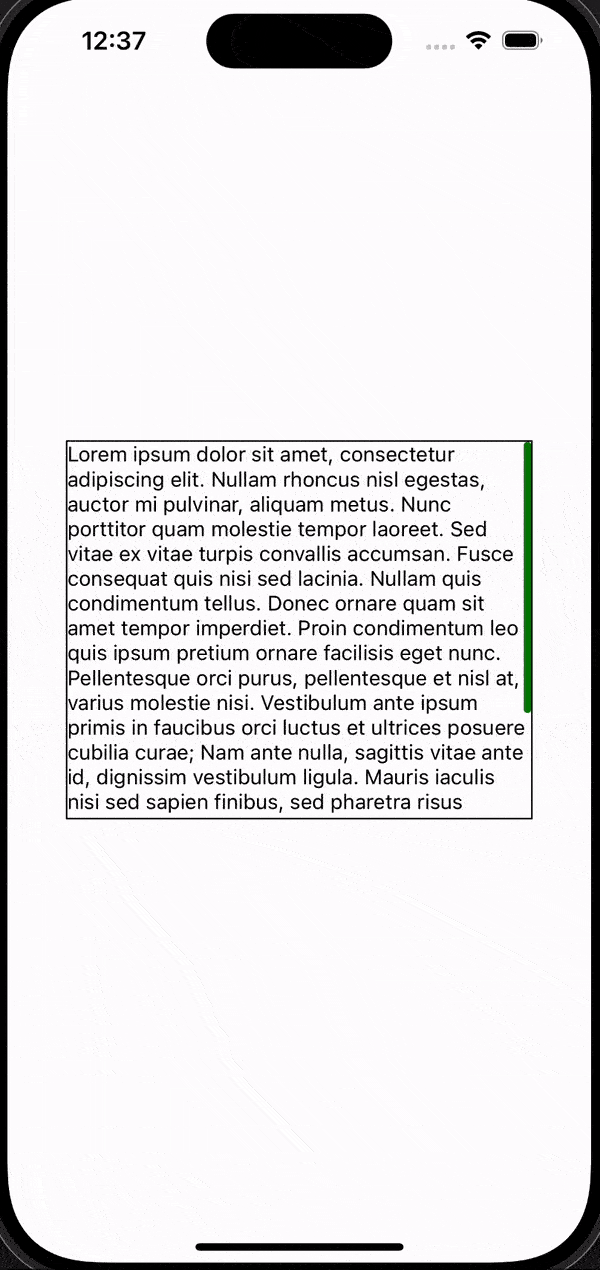 12:37
Lorem ipsum dolor sit amet, consectetur
adipiscing elit. Nullam rhoncus nisl egestas,
auctor mi pulvinar, aliquam metus. Nunc
porttitor quam molestie tempor laoreet. Sed
vitae ex vitae turpis convallis accumsan. Fusce
consequat quis nisi sed lacinia. Nullam quis
condimentum tellus. Donec ornare quam sit
amet tempor imperdiet. Proin condimentum leo
quis ipsum pretium ornare facilisis eget nunc.
Pellentesque orci purus, pellentesque et nisl at,
varius molestie nisi. Vestibulum ante ipsum
primis in faucibus orci luctus et ultrices posuere
cubilia curae; Nam ante nulla, sagittis vitae ante
id, dignissim vestibulum ligula. Mauris iaculis
nisi sed sapien finibus, sed pharetra risus